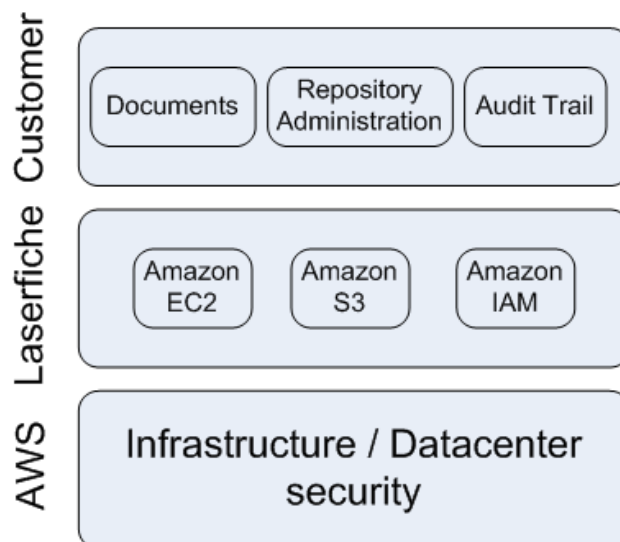 Customer
Documents
Repository
Administration
Audit Trail
Laserfiche
Amazon
EC2
Amazon
S3
Amazon
IAM
AWS
Infrastructure / Datacenter
security